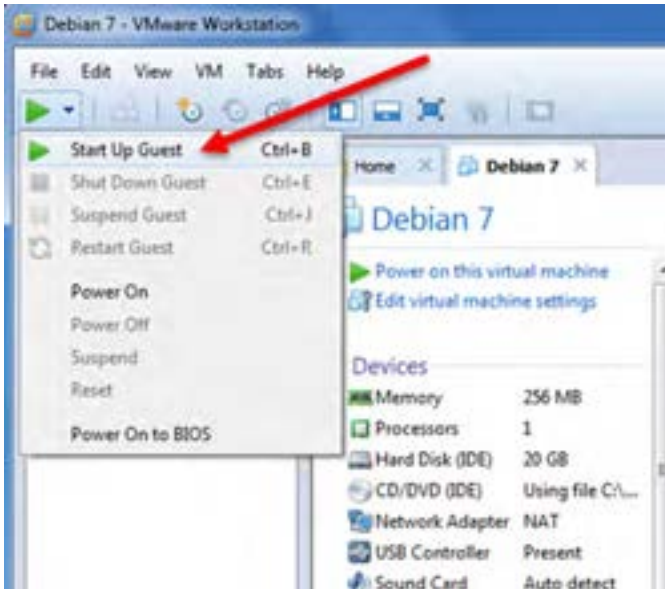 Debian 7 - VMware Workstation
File Edit View VM Tabs Help
Start Up Guest Ctrl+B
Shut Down Guest Ctrl+E
Suspend Guest Ctrl+J
Restart Guest Ctrl+R
Power On
Power Off
Suspend
Reset
Power On to BIOS
Home Debian 7
Debian 7
Power on this virtual machine
Edit virtual machine settings
Devices
Memory 256 MB
Processors 1
Hard Disk (IDE) 20 GB
CD/DVD (IDE) Using file C:\...
Network Adapter NAT
USB Controller Present
Sound Card Auto detect